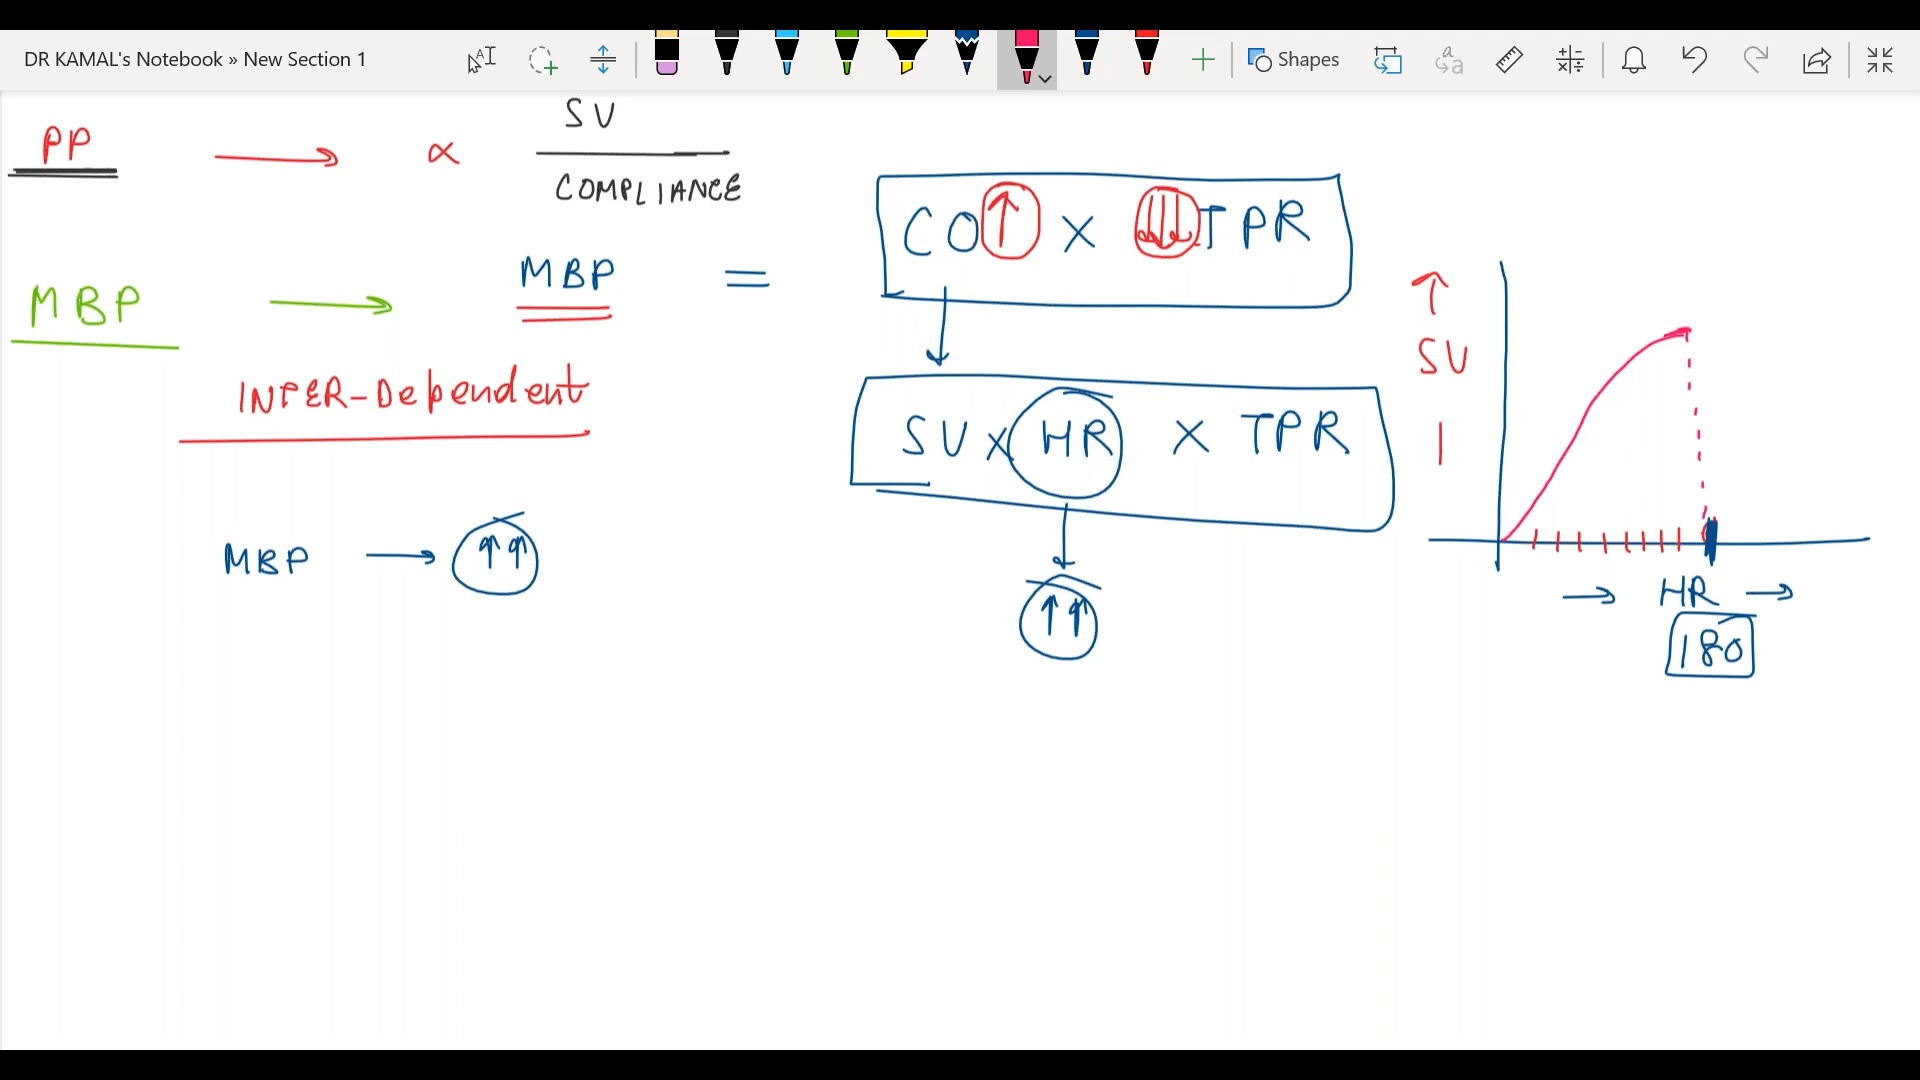 DR KAMAL's Notebook » New Section 1
Shapes
PP → ∝ SV
COMPLIANCE
CO ↑ × ↓↓↓ TPR
MBP → MBP =
INTER-Dependent
SV × HR × TPR
MBP → ↑↑
↑↑
↑
SV
|
→ HR →
180